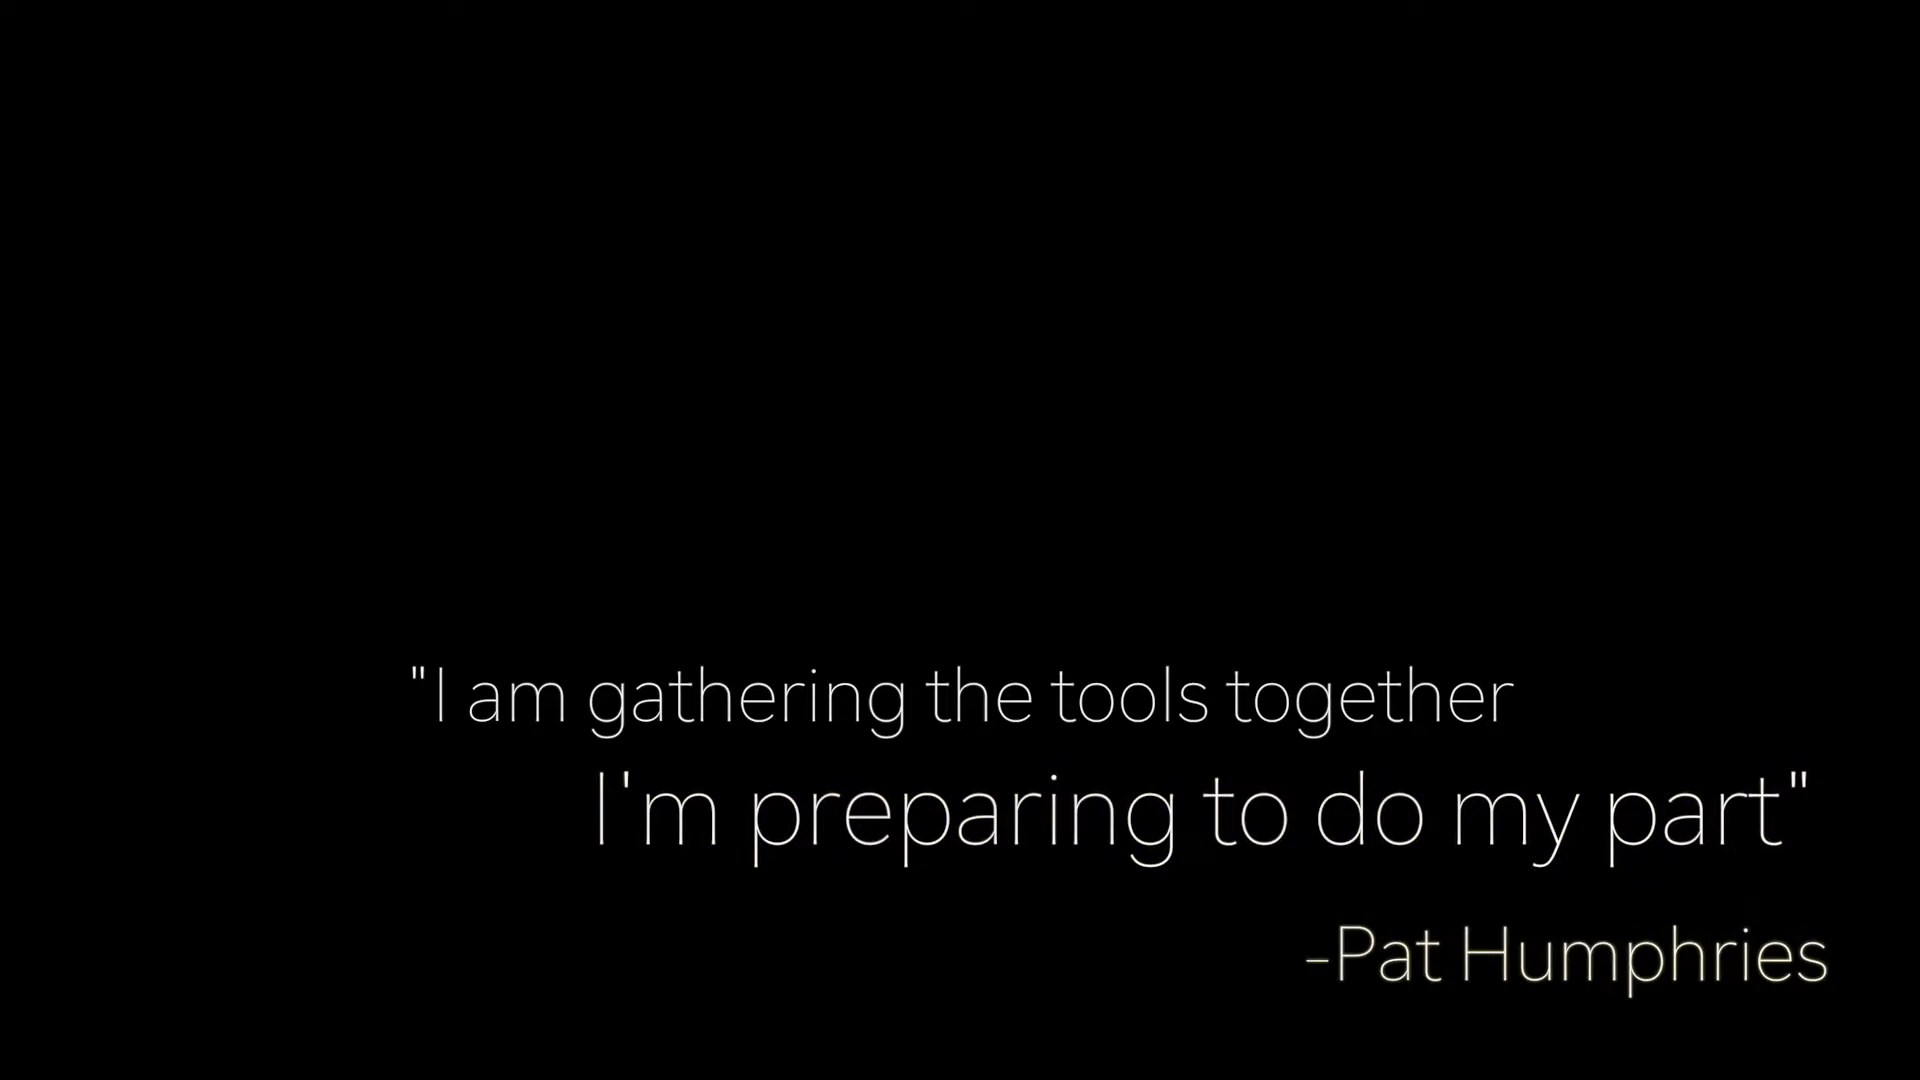 "I am gathering the tools together
I'm preparing to do my part"
-Pat Humphries